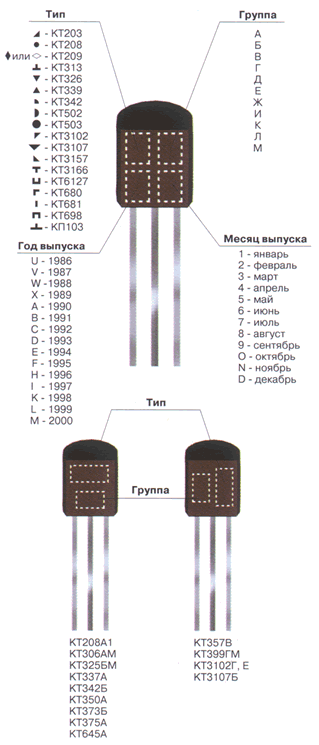 Тип
- КТ203
- КТ208
или - КТ209
- КТ313
- КТ326
- КТ339
- КТ342
- КТ502
- КТ503
- КТ3102
- КТ3107
- КТ3157
- КТ3166
- КТ6127
- КТ680
- КТ681
- КТ698
- КП103
Группа
А
Б
В
Г
Д
Е
Ж
И
К
Л
М
Год выпуска
U - 1986
V - 1987
W - 1988
X - 1989
A - 1990
B - 1991
C - 1992
D - 1993
E - 1994
F - 1995
H - 1996
I - 1997
K - 1998
L - 1999
M - 2000
Месяц выпуска
1 - январь
2 - февраль
3 - март
4 - апрель
5 - май
6 - июнь
7 - июль
8 - август
9 - сентябрь
O - октябрь
N - ноябрь
D - декабрь
Тип
Группа
КТ208А1
КТ306АМ
КТ325БМ
КТ337А
КТ342Б
КТ350А
КТ373Б
КТ375А
КТ645А
КТ357В
КТ399ГМ
КТ3102Г, Е
КТ3107Б